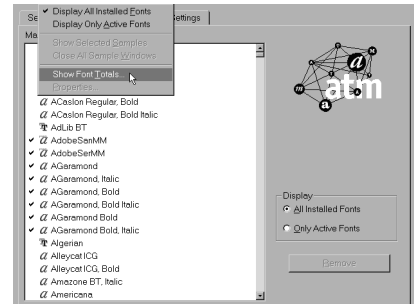 Se
Settings
Ma
Display All Installed Fonts
Display Only Active Fonts
Show Selected Samples
Close All Sample Windows
Show Font Totals...
Properties...
ACaslon Regular, Bold
ACaslon Regular, Bold Italic
AdLib BT
AdobeSanMM
AdobeSerMM
AGaramond
AGaramond, Italic
AGaramond, Bold
AGaramond, Bold Italic
AGaramond Bold
AGaramond Bold, Italic
Algerian
Alleycat ICG
Alleycat ICG, Bold
Amazone BT, Italic
Americana
atm
Display
All Installed Fonts
Only Active Fonts
Remove